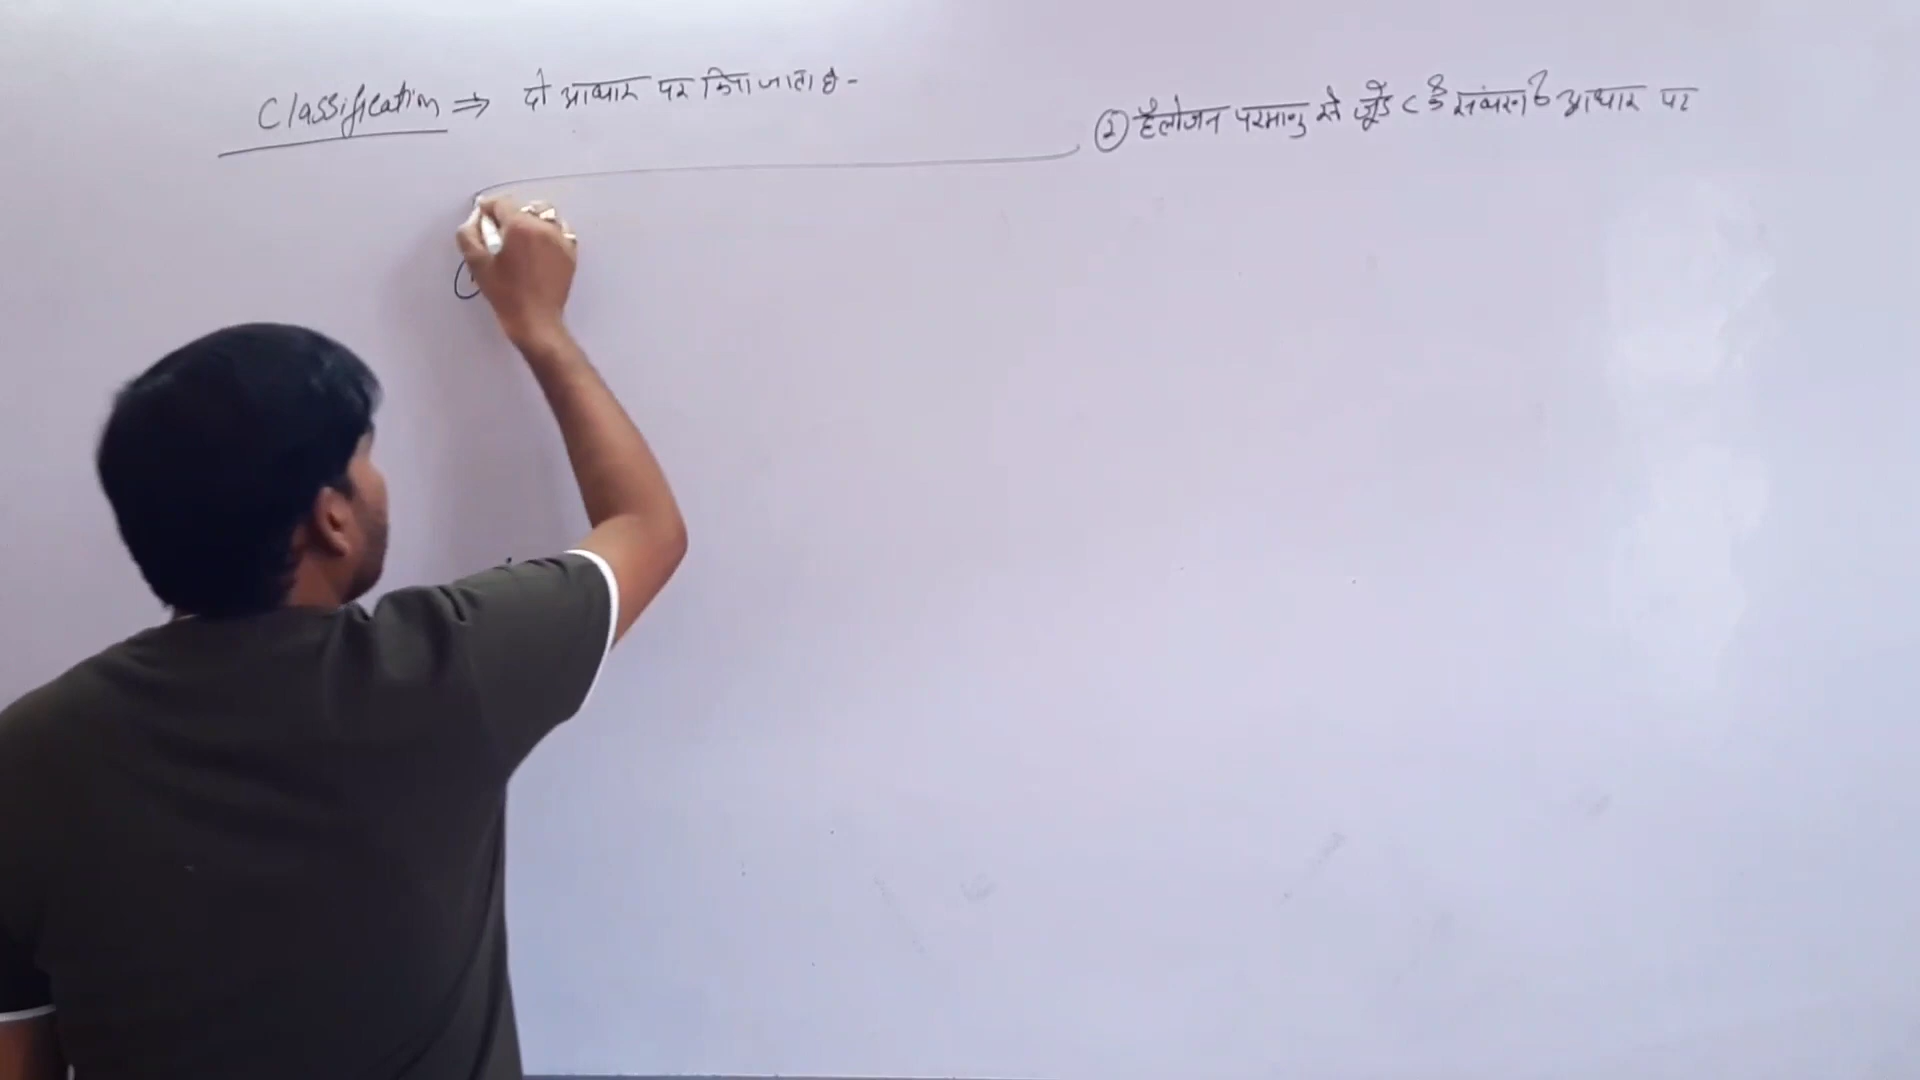 Classification ⇒ दो आधार पर किया जाता है -
② हैलोजन परमाणु से जुड़े C के संकरण के आधार पर